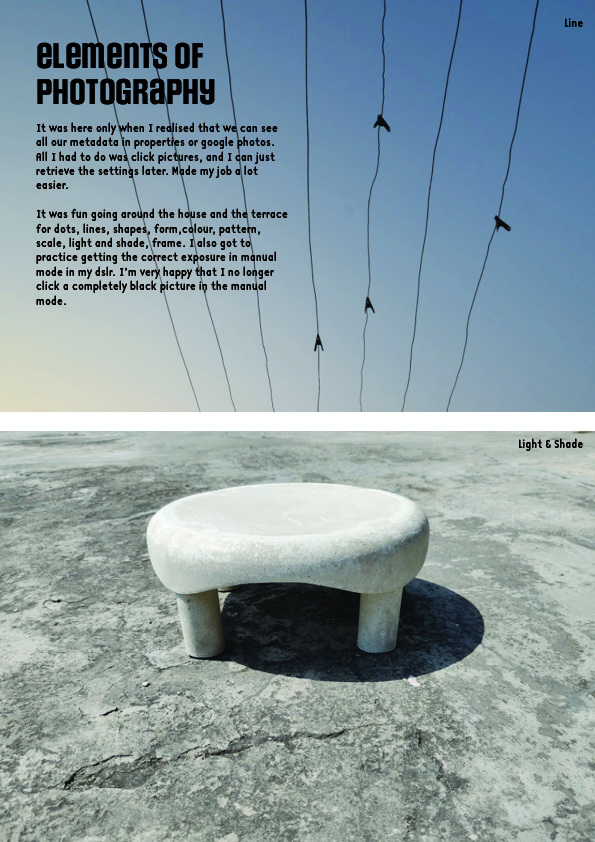 Line
eLements OF
PHOTOGRaPHY
It was here only when I realised that we can see
all our metadata in properties or google photos.
All I had to do was click pictures, and I can just
retrieve the settings later. Made my job a lot
easier.
It was fun going around the house and the terrace
for dots, lines, shapes, form,colour, pattern,
scale, light and shade, frame. I also got to
practice getting the correct exposure in manual
mode in my dslr. I'm very happy that I no longer
click a completely black picture in the manual
mode.
Light & Shade